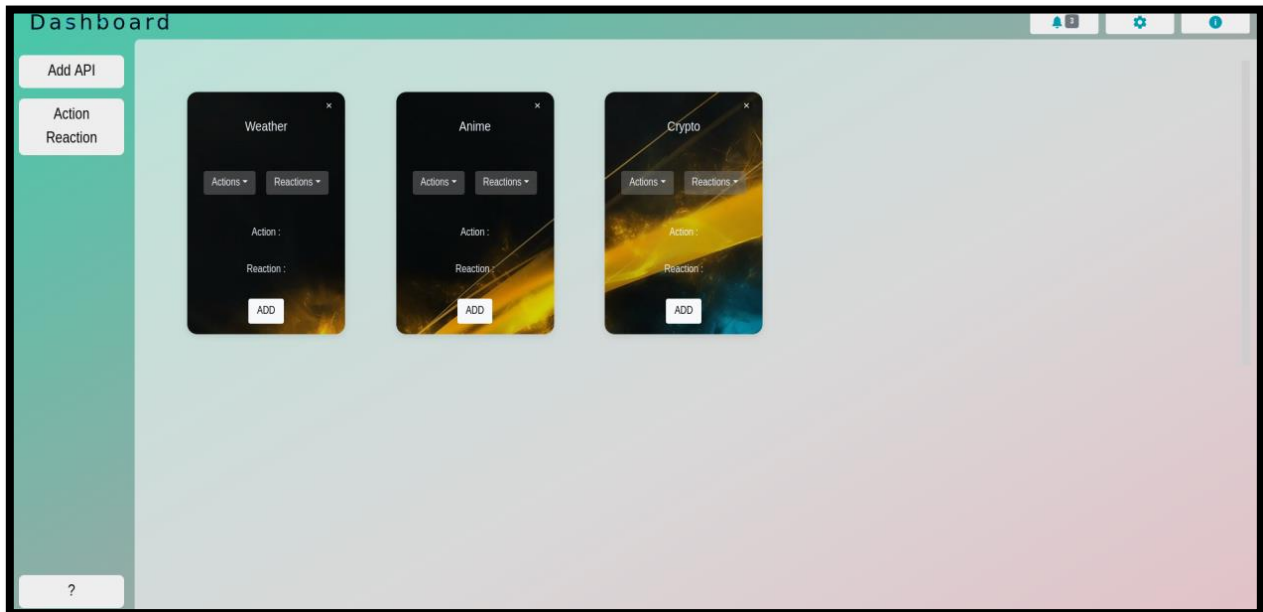 Dashboard
3
Add API
Action
Reaction
×
Weather
Actions
Reactions
Action :
Reaction :
ADD
×
Anime
Actions
Reactions
Action :
Reaction :
ADD
×
Crypto
Actions
Reactions
Action :
Reaction :
ADD
?